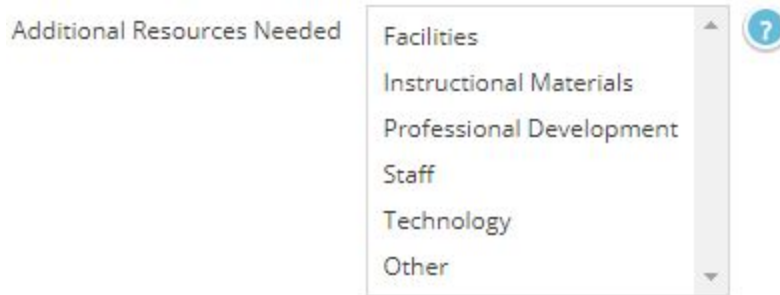 Additional Resources Needed
Facilities
Instructional Materials
Professional Development
Staff
Technology
Other
?